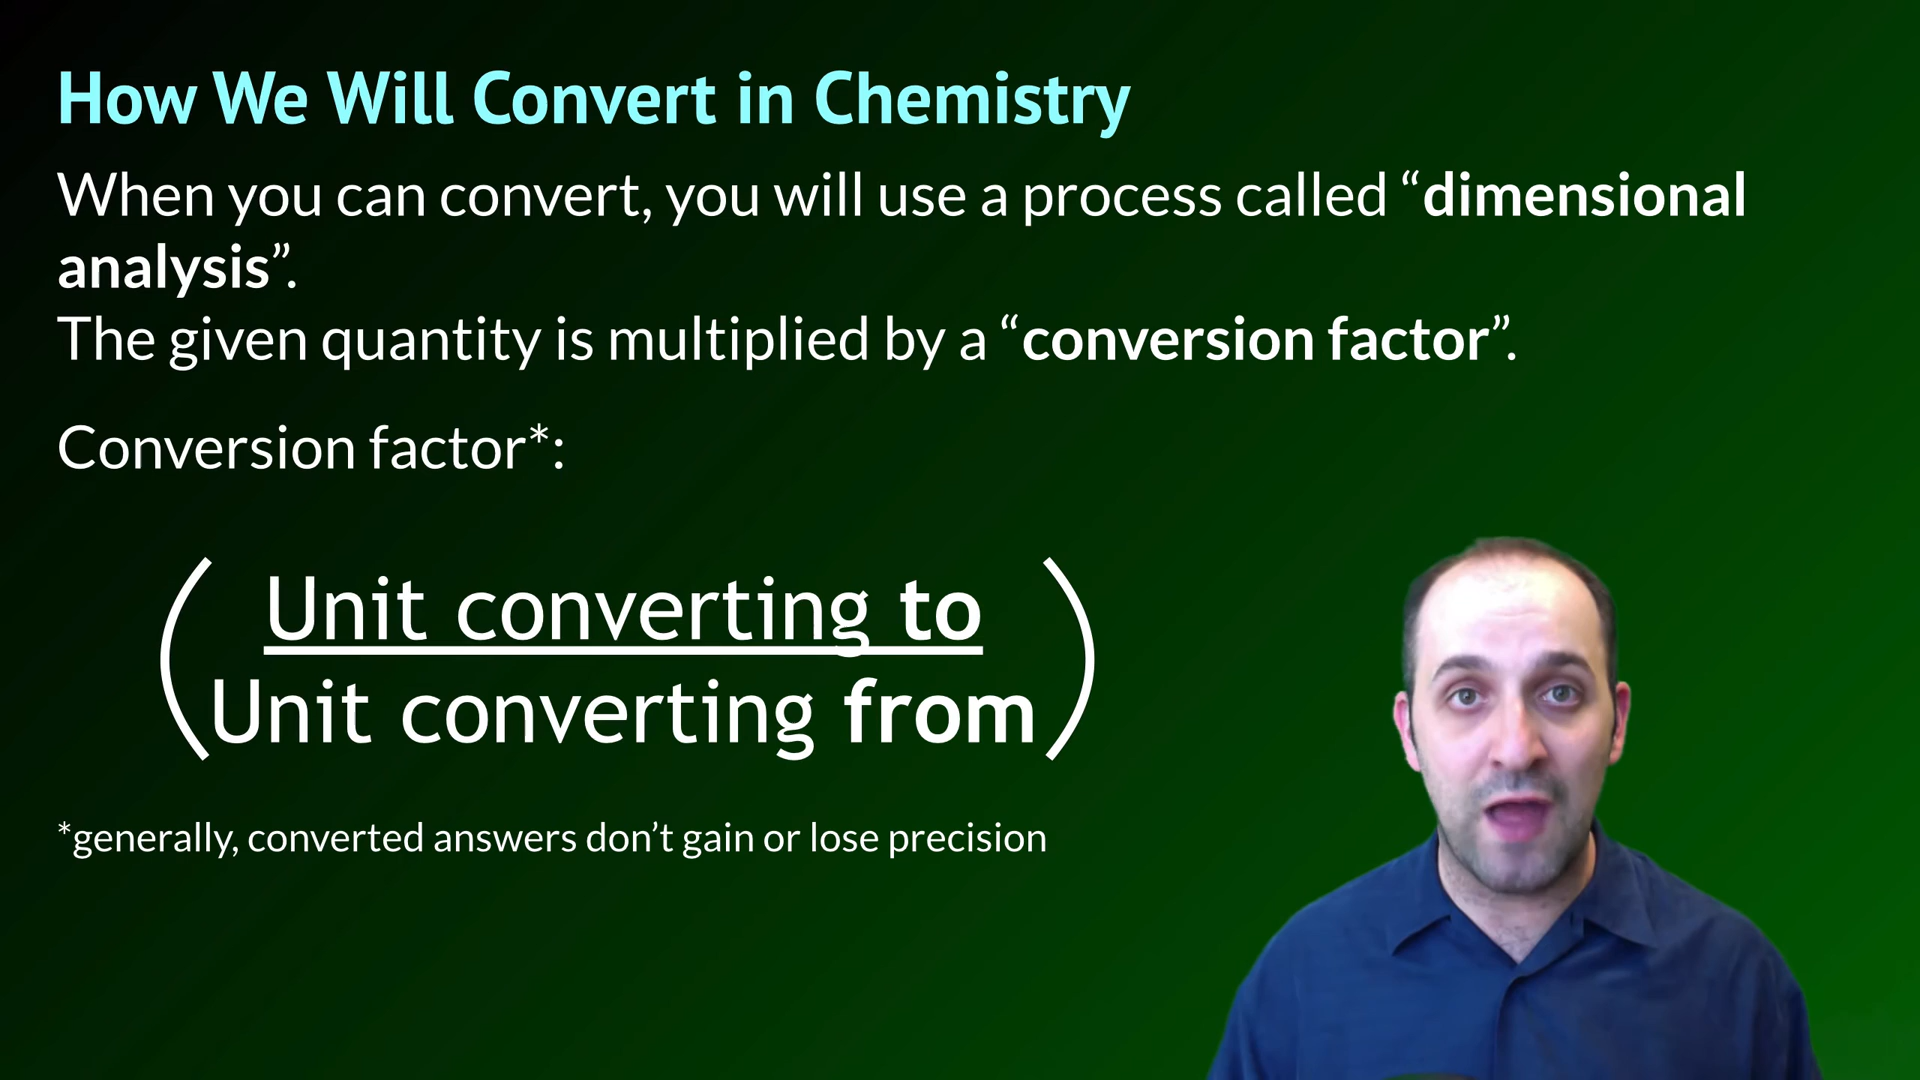 How We Will Convert in Chemistry
When you can convert, you will use a process called “dimensional
analysis”.
The given quantity is multiplied by a “conversion factor”.
Conversion factor*:
Unit converting to
Unit converting from
*generally, converted answers don’t gain or lose precision